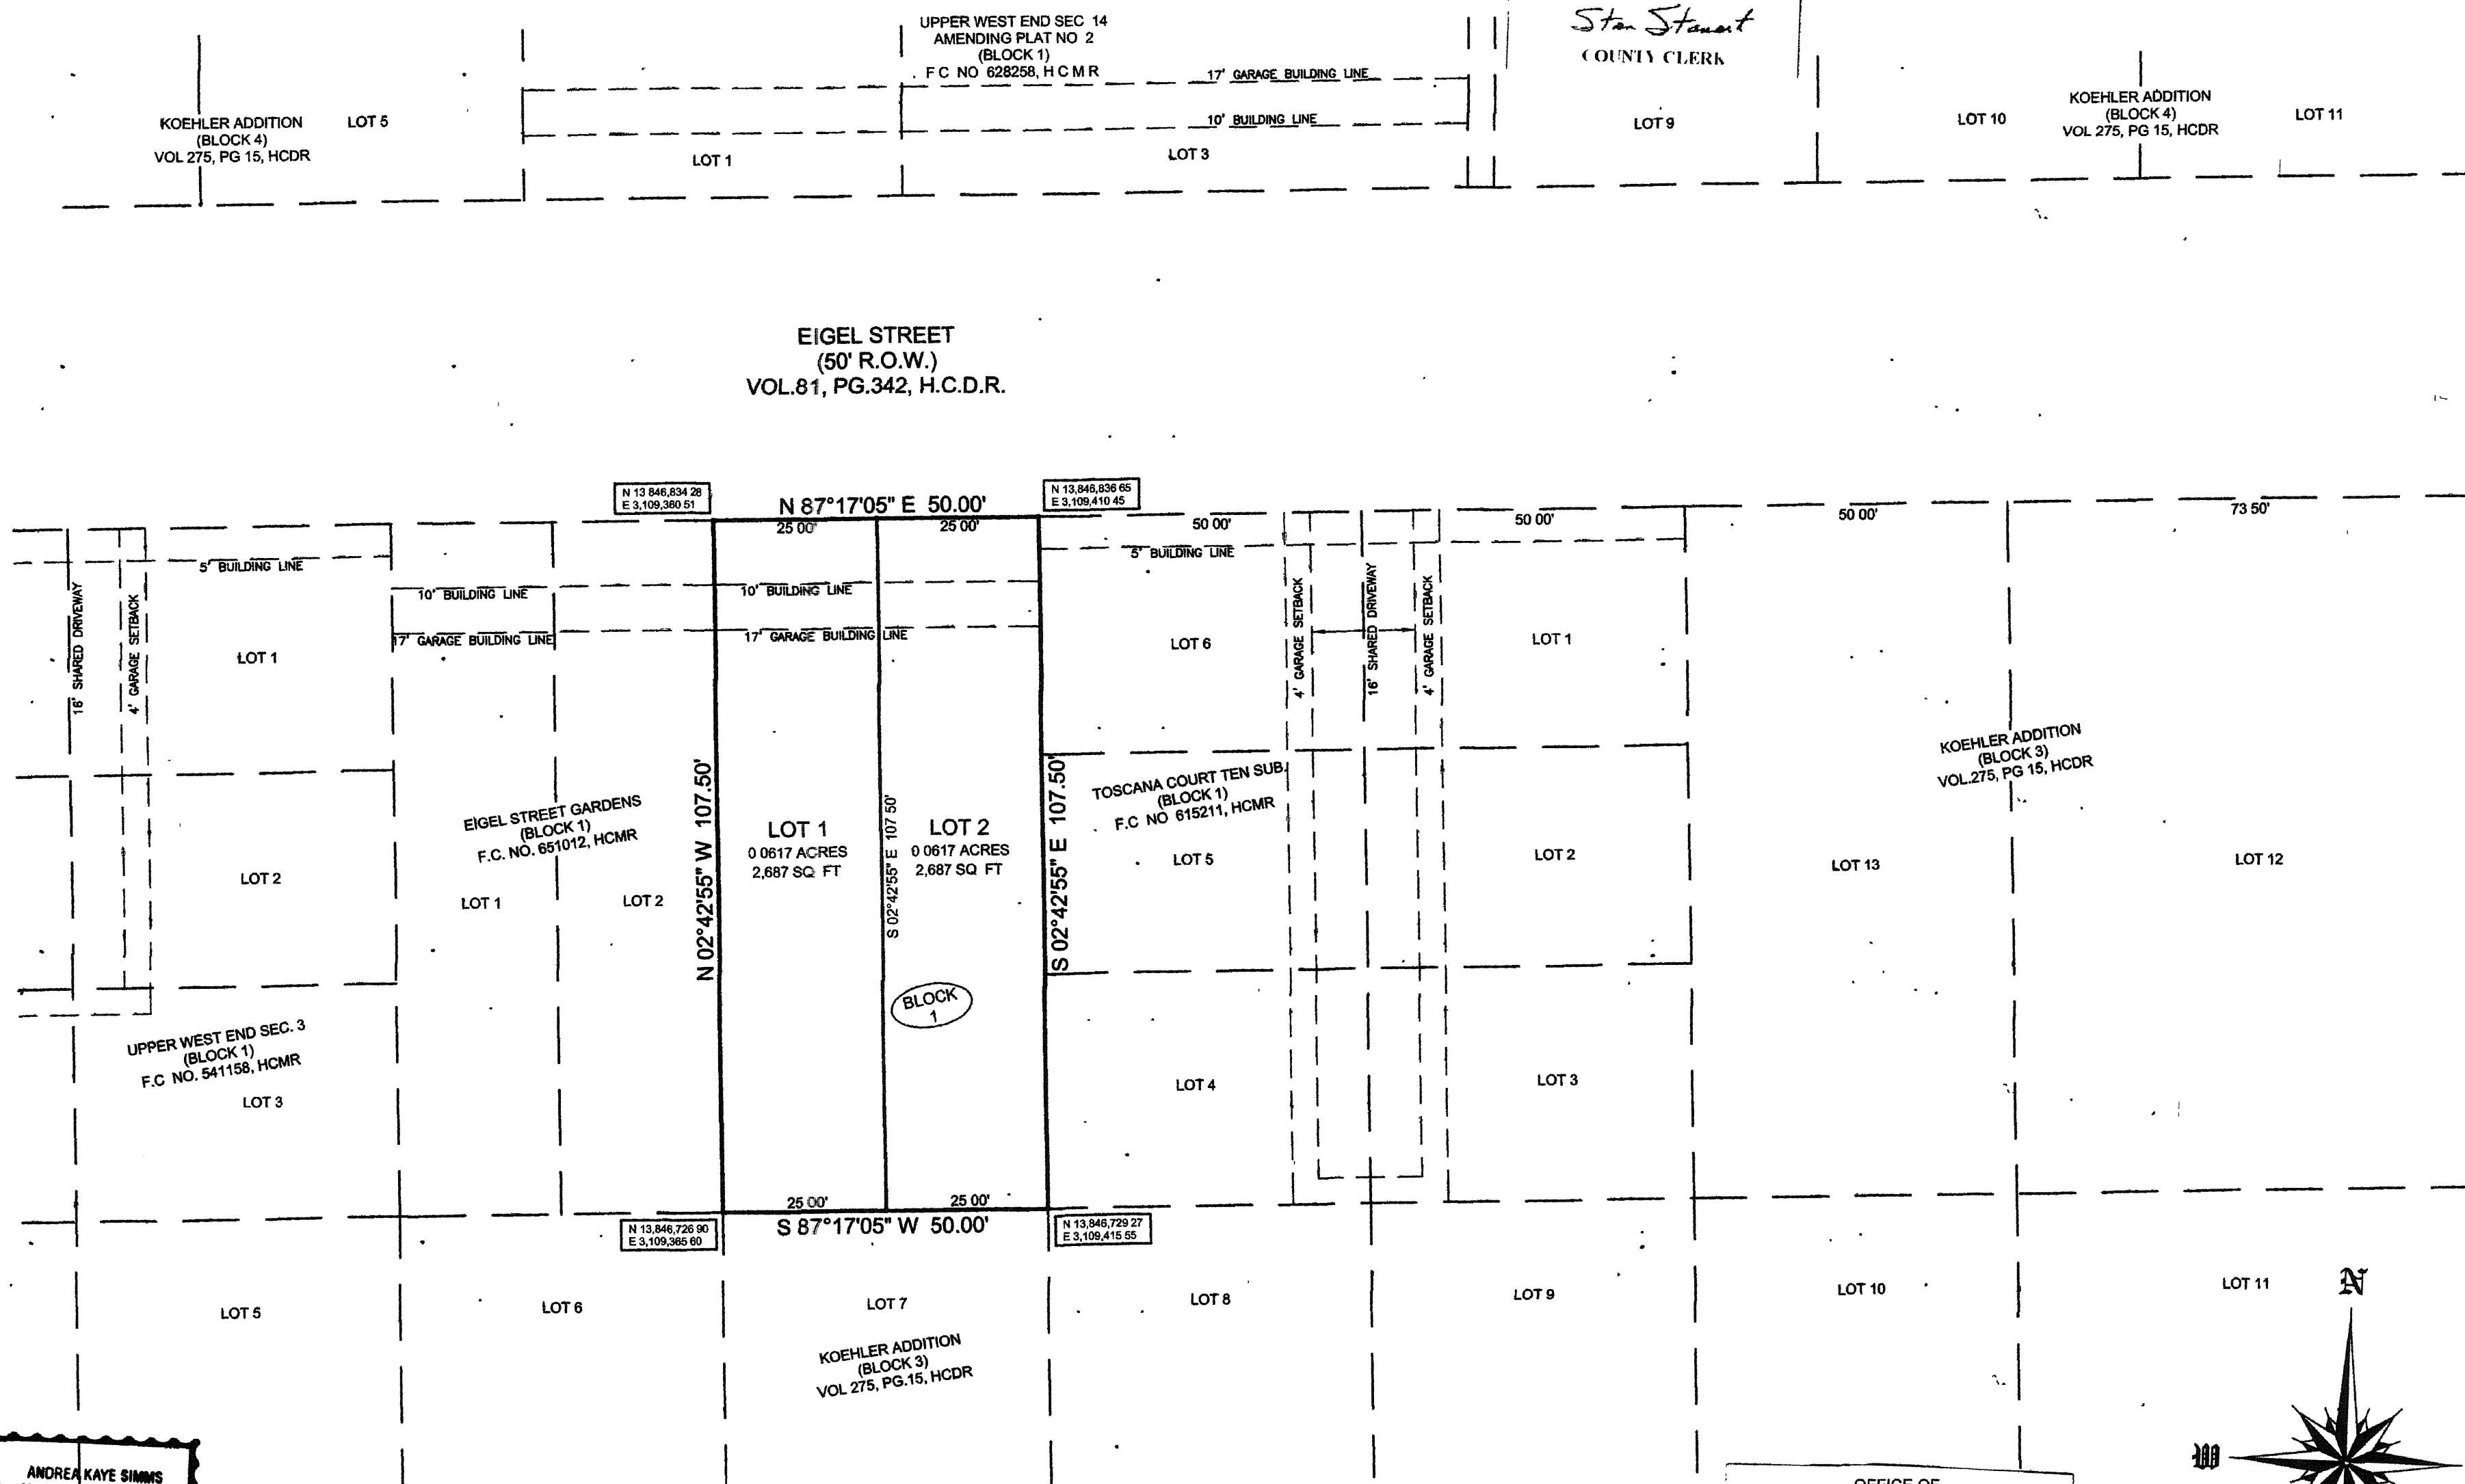 UPPER WEST END SEC 14
AMENDING PLAT NO 2
(BLOCK 1)
F C NO 628258, H C M R
Stan Stanart
COUNTY CLERK
17' GARAGE BUILDING LINE
10' BUILDING LINE
KOEHLER ADDITION
(BLOCK 4)
VOL 275, PG 15, HCDR
LOT 5
LOT 1
LOT 3
LOT 9
LOT 10
KOEHLER ADDITION
(BLOCK 4)
VOL 275, PG 15, HCDR
LOT 11
EIGEL STREET
(50' R.O.W.)
VOL.81, PG.342, H.C.D.R.
N 13 846,834 28
E 3,109,360 51
N 87°17'05" E 50.00'
N 13,846,836 65
E 3,109,410 45
25 00'
25 00'
50 00'
50 00'
50 00'
73 50'
5' BUILDING LINE
5' BUILDING LINE
10' BUILDING LINE
10' BUILDING LINE
17' GARAGE BUILDING LINE
17' GARAGE BUILDING LINE
16' SHARED DRIVEWAY
4' GARAGE SETBACK
LOT 1
LOT 6
4' GARAGE SETBACK
16' SHARED DRIVEWAY
4' GARAGE SETBACK
LOT 1
KOEHLER ADDITION
(BLOCK 3)
VOL.275, PG 15, HCDR
EIGEL STREET GARDENS
(BLOCK 1)
F.C. NO. 651012, HCMR
N 02°42'55" W 107.50'
LOT 1
0 0617 ACRES
2,687 SQ FT
S 02°42'55" E 107 50'
LOT 2
0 0617 ACRES
2,687 SQ FT
S 02°42'55" E 107.50'
TOSCANA COURT TEN SUB.
(BLOCK 1)
F.C NO 615211, HCMR
LOT 2
LOT 1
LOT 2
LOT 5
LOT 2
LOT 13
LOT 12
BLOCK
1
UPPER WEST END SEC. 3
(BLOCK 1)
F.C NO. 541158, HCMR
LOT 3
LOT 4
LOT 3
25 00'
25 00'
N 13,846,726 90
E 3,109,365 60
S 87°17'05" W 50.00'
N 13,846,729 27
E 3,109,415 55
LOT 5
LOT 6
LOT 7
LOT 8
LOT 9
LOT 10
LOT 11
N
KOEHLER ADDITION
(BLOCK 3)
VOL 275, PG.15, HCDR
W
ANDREA KAYE SIMMS
OFFICE OF